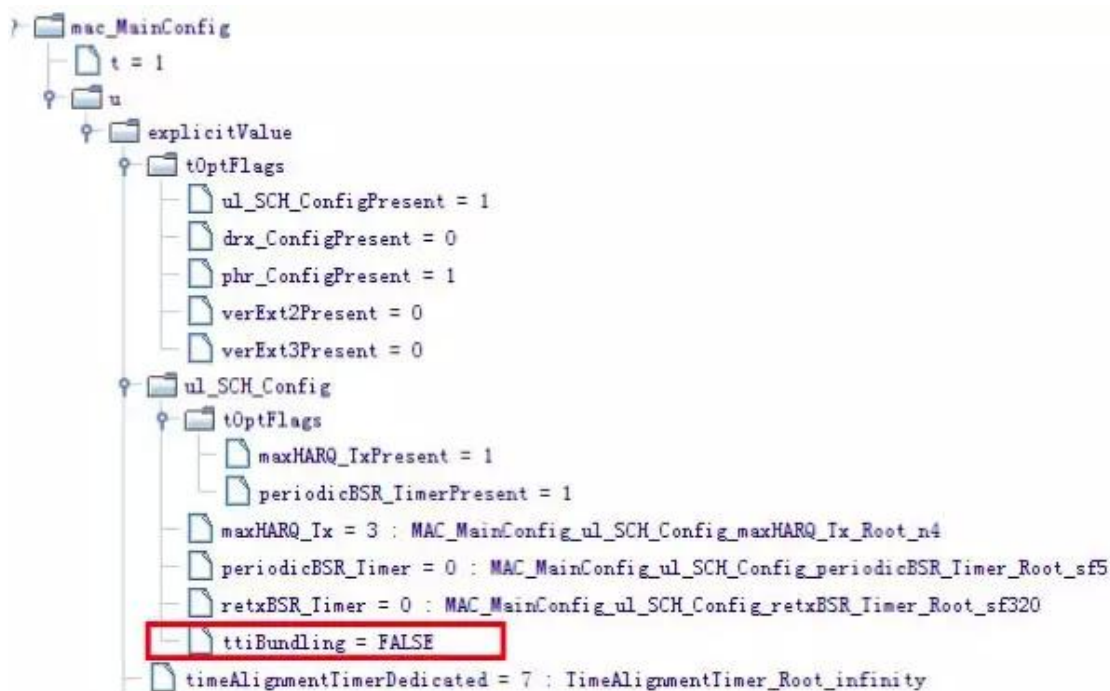 mac_MainConfig
t = 1
u
explicitValue
tOptFlags
ul_SCH_ConfigPresent = 1
drx_ConfigPresent = 0
phr_ConfigPresent = 1
verExt2Present = 0
verExt3Present = 0
ul_SCH_Config
tOptFlags
maxHARQ_TxPresent = 1
periodicBSR_TimerPresent = 1
maxHARQ_Tx = 3 : MAC_MainConfig_ul_SCH_Config_maxHARQ_Tx_Root_n4
periodicBSR_Timer = 0 : MAC_MainConfig_ul_SCH_Config_periodicBSR_Timer_Root_sf5
retxBSR_Timer = 0 : MAC_MainConfig_ul_SCH_Config_retxBSR_Timer_Root_sf320
ttiBundling = FALSE
timeAlignmentTimerDedicated = 7 : TimeAlignmentTimer_Root_infinity